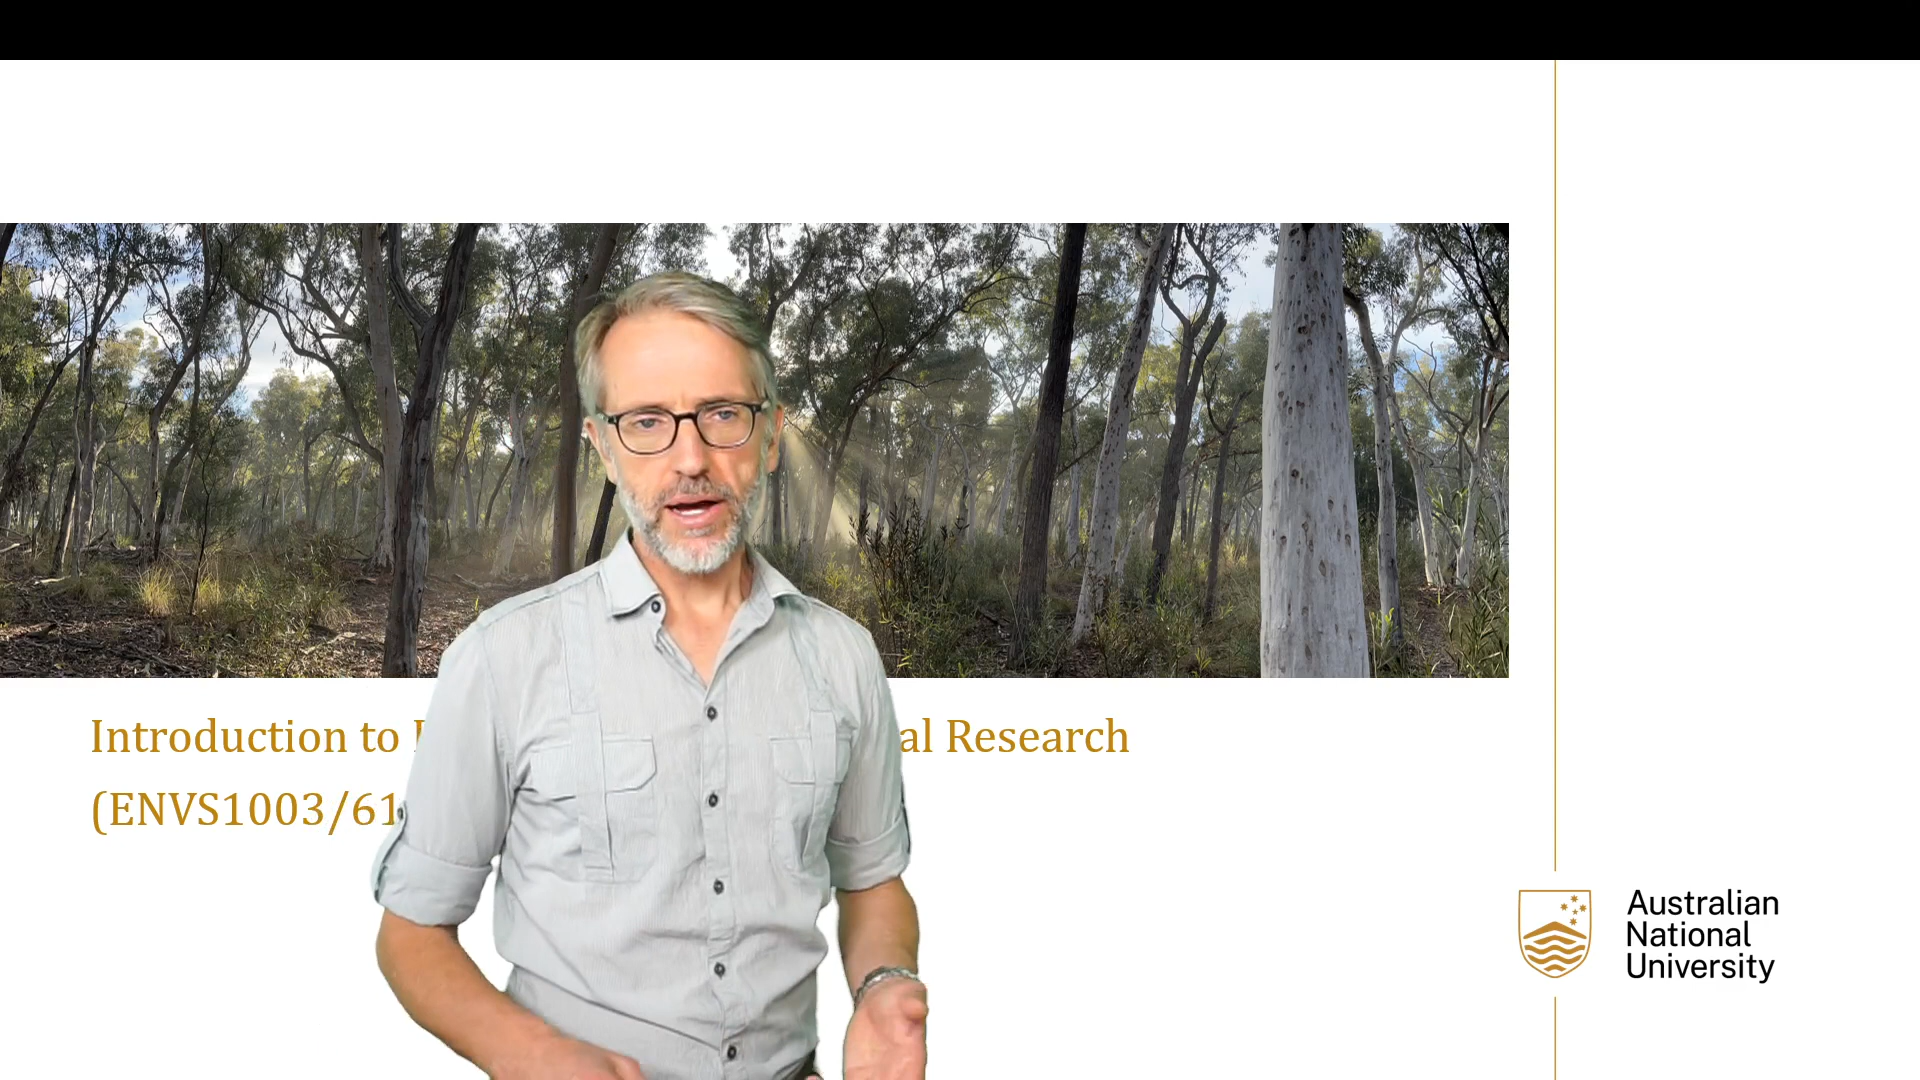 Introduction to
al Research
(ENVS1003/61
Australian
National
University